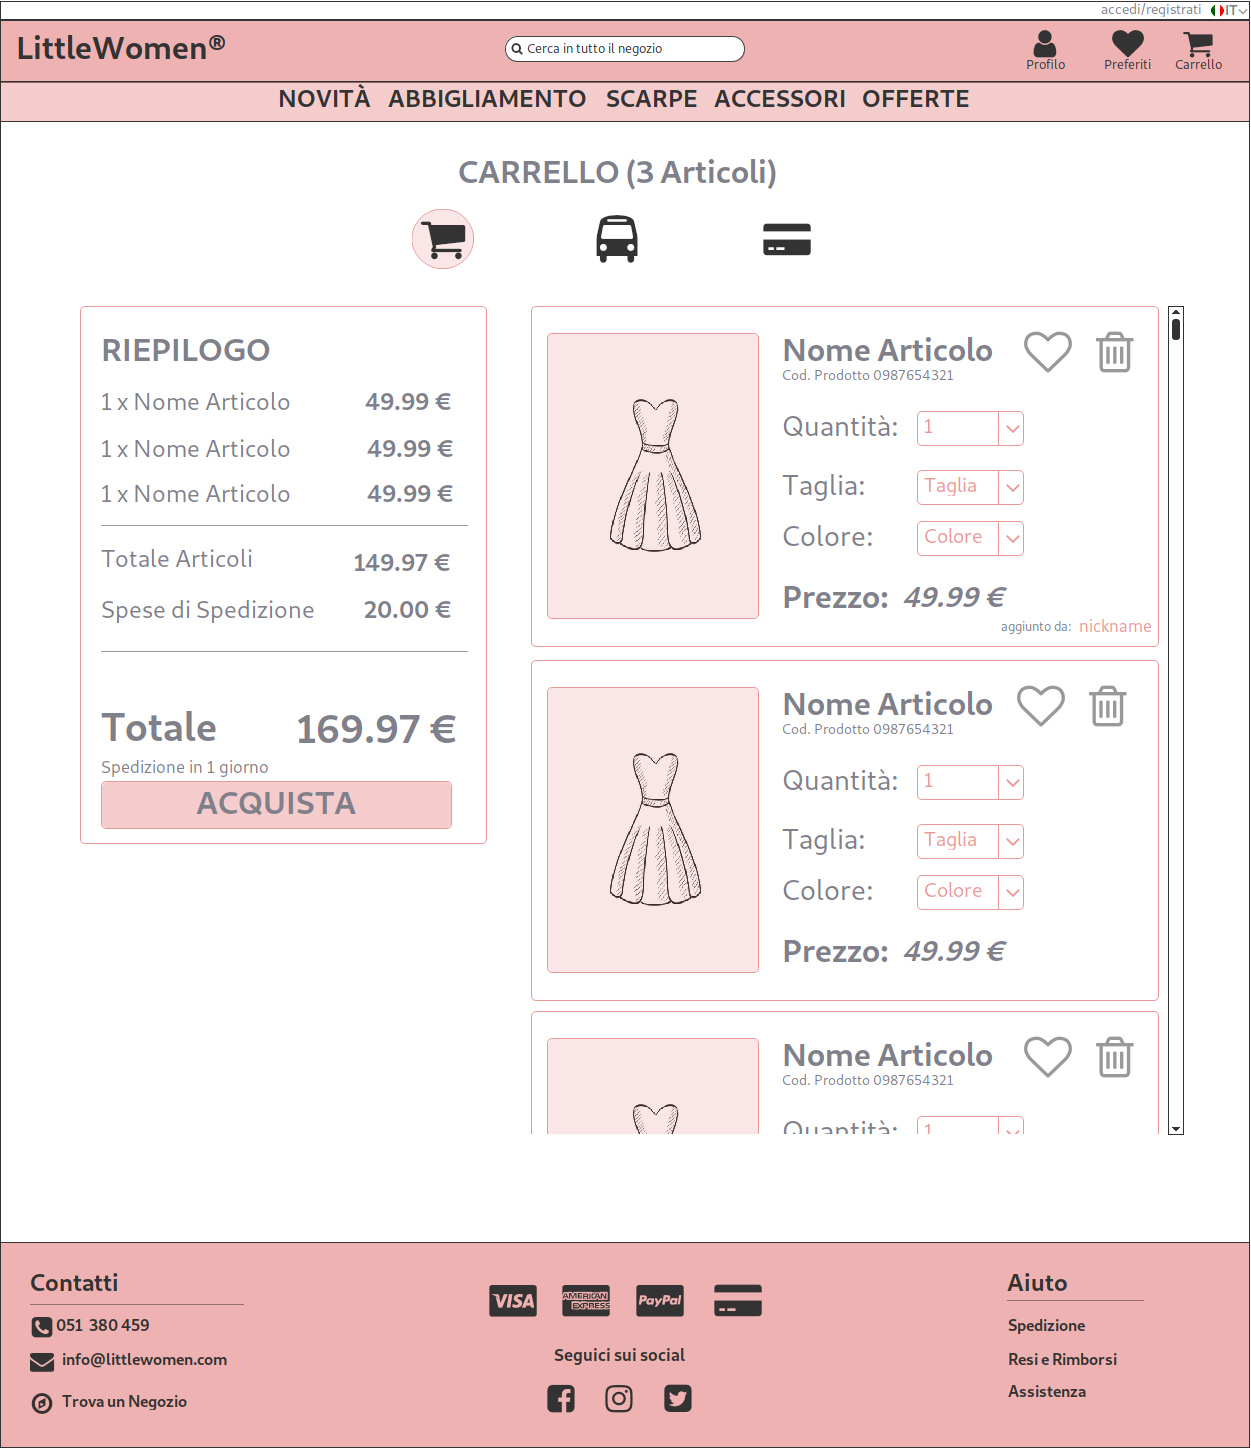 accedi/registrati IT
LittleWomen®
Cerca in tutto il negozio
Profilo Preferiti Carrello
NOVITÀ ABBIGLIAMENTO SCARPE ACCESSORI OFFERTE
CARRELLO (3 Articoli)
RIEPILOGO
1 x Nome Articolo 49.99 €
1 x Nome Articolo 49.99 €
1 x Nome Articolo 49.99 €
Totale Articoli 149.97 €
Spese di Spedizione 20.00 €
Totale 169.97 €
Spedizione in 1 giorno
ACQUISTA
Nome Articolo
Cod. Prodotto 0987654321
Quantità: 1
Taglia: Taglia
Colore: Colore
Prezzo: 49.99 €
aggiunto da: nickname
Nome Articolo
Cod. Prodotto 0987654321
Quantità: 1
Taglia: Taglia
Colore: Colore
Prezzo: 49.99 €
Nome Articolo
Cod. Prodotto 0987654321
Quantità: 1
Contatti
051 380 459
info@littlewomen.com
Trova un Negozio
VISA AMERICAN EXPRESS PayPal
Seguici sui social
Aiuto
Spedizione
Resi e Rimborsi
Assistenza